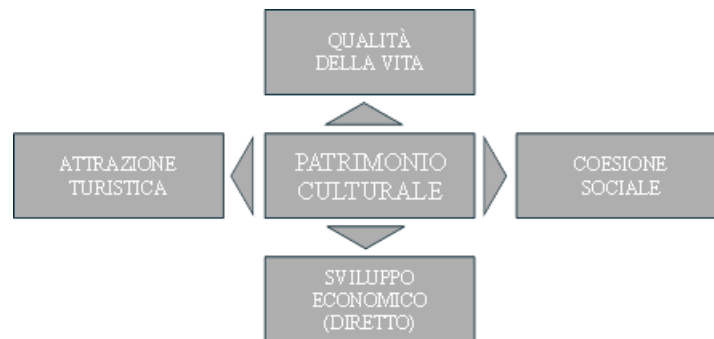 QUALITÀ
DELLA VITA
ATTRAZIONE
TURISTICA
PATRIMONIO
CULTURALE
COESIONE
SOCIALE
SVILUPPO
ECONOMICO
(DIRETTO)